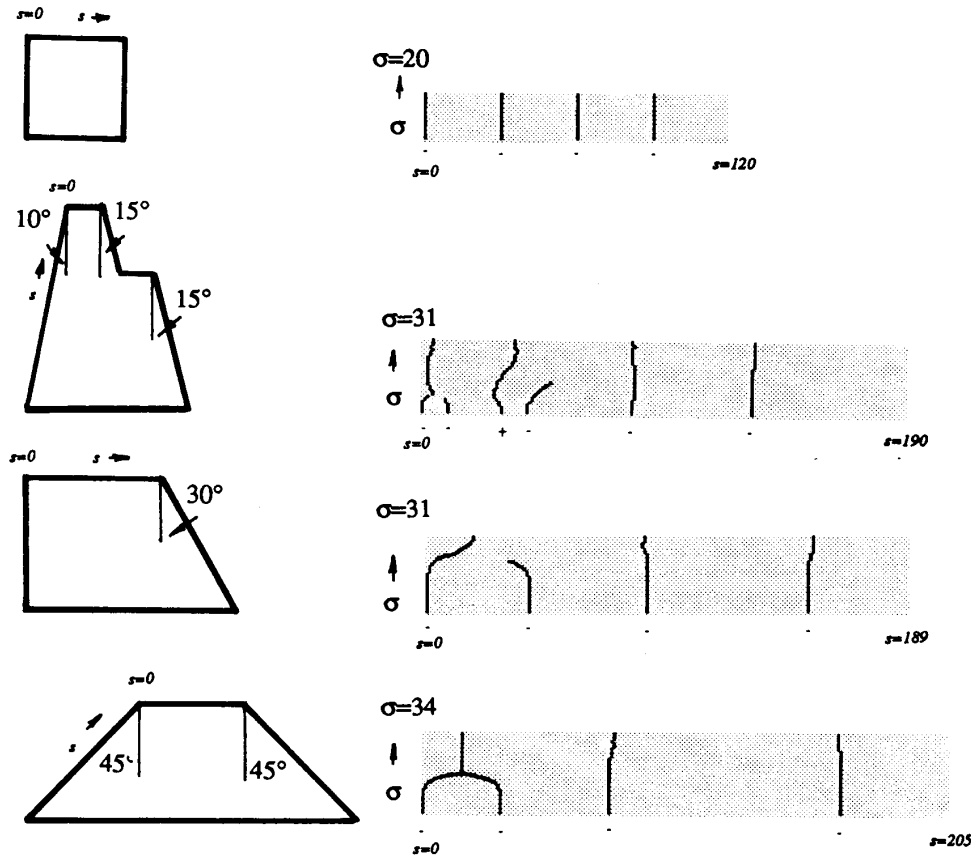 s=0 s
σ=20
σ
- - - -
s=0 s=120
s=0
10° 15°
s
15°
σ=31
σ
- - + - - -
s=0 s=190
s=0 s
30°
σ=31
σ
- - - -
s=0 s=189
s=0
s
45° 45°
σ=34
σ
- - - -
s=0 s=205